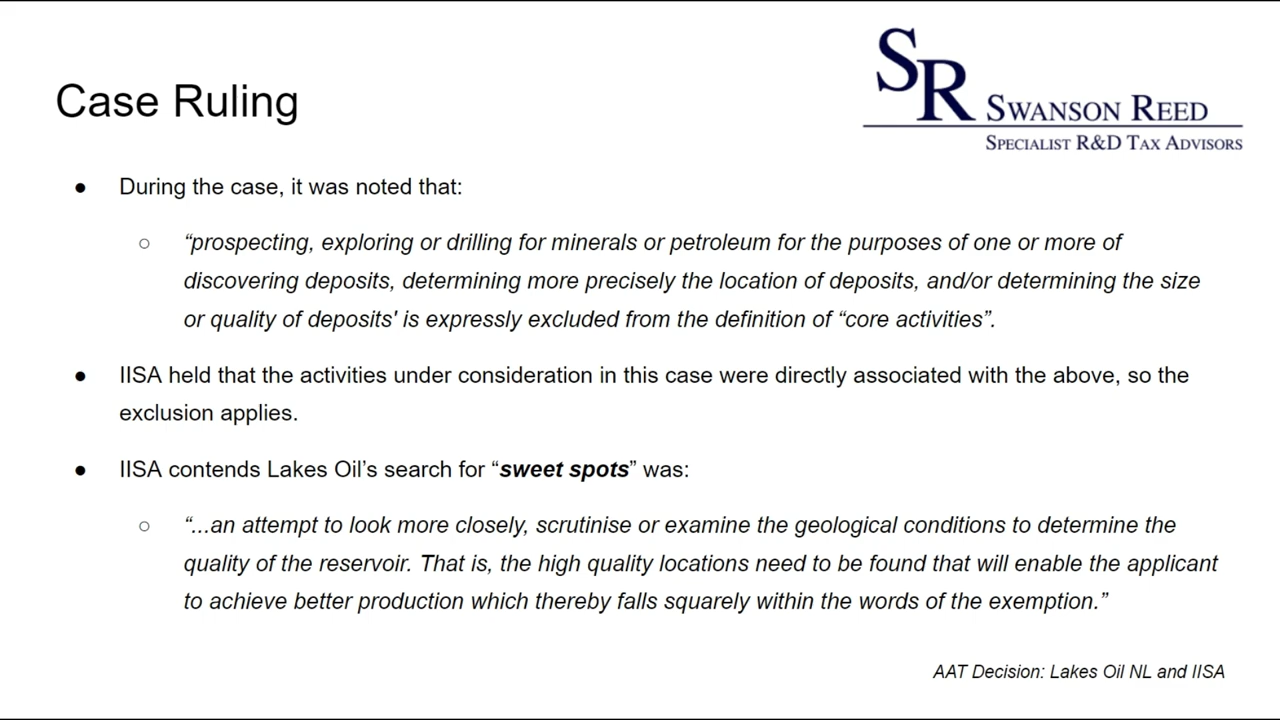 SR SWANSON REED
SPECIALIST R&D TAX ADVISORS
Case Ruling
● During the case, it was noted that:
○ “prospecting, exploring or drilling for minerals or petroleum for the purposes of one or more of
discovering deposits, determining more precisely the location of deposits, and/or determining the size
or quality of deposits' is expressly excluded from the definition of “core activities”.
● IISA held that the activities under consideration in this case were directly associated with the above, so the
exclusion applies.
● IISA contends Lakes Oil’s search for “sweet spots” was:
○ “...an attempt to look more closely, scrutinise or examine the geological conditions to determine the
quality of the reservoir. That is, the high quality locations need to be found that will enable the applicant
to achieve better production which thereby falls squarely within the words of the exemption.”
AAT Decision: Lakes Oil NL and IISA